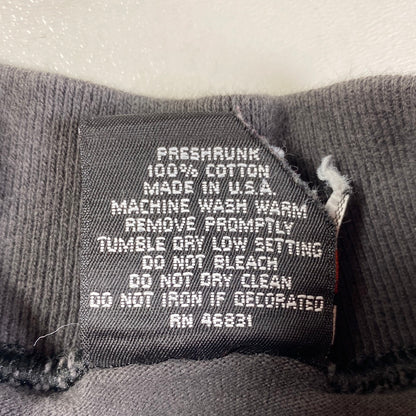 PRESHRUNK
100% COTTON
MADE IN U.S.A.
MACHINE WASH WARM
REMOVE PROMPTLY
TUMBLE DRY LOW SETTING
DO NOT BLEACH
DO NOT DRY CLEAN
DO NOT IRON IF DECORATED
RN 46831